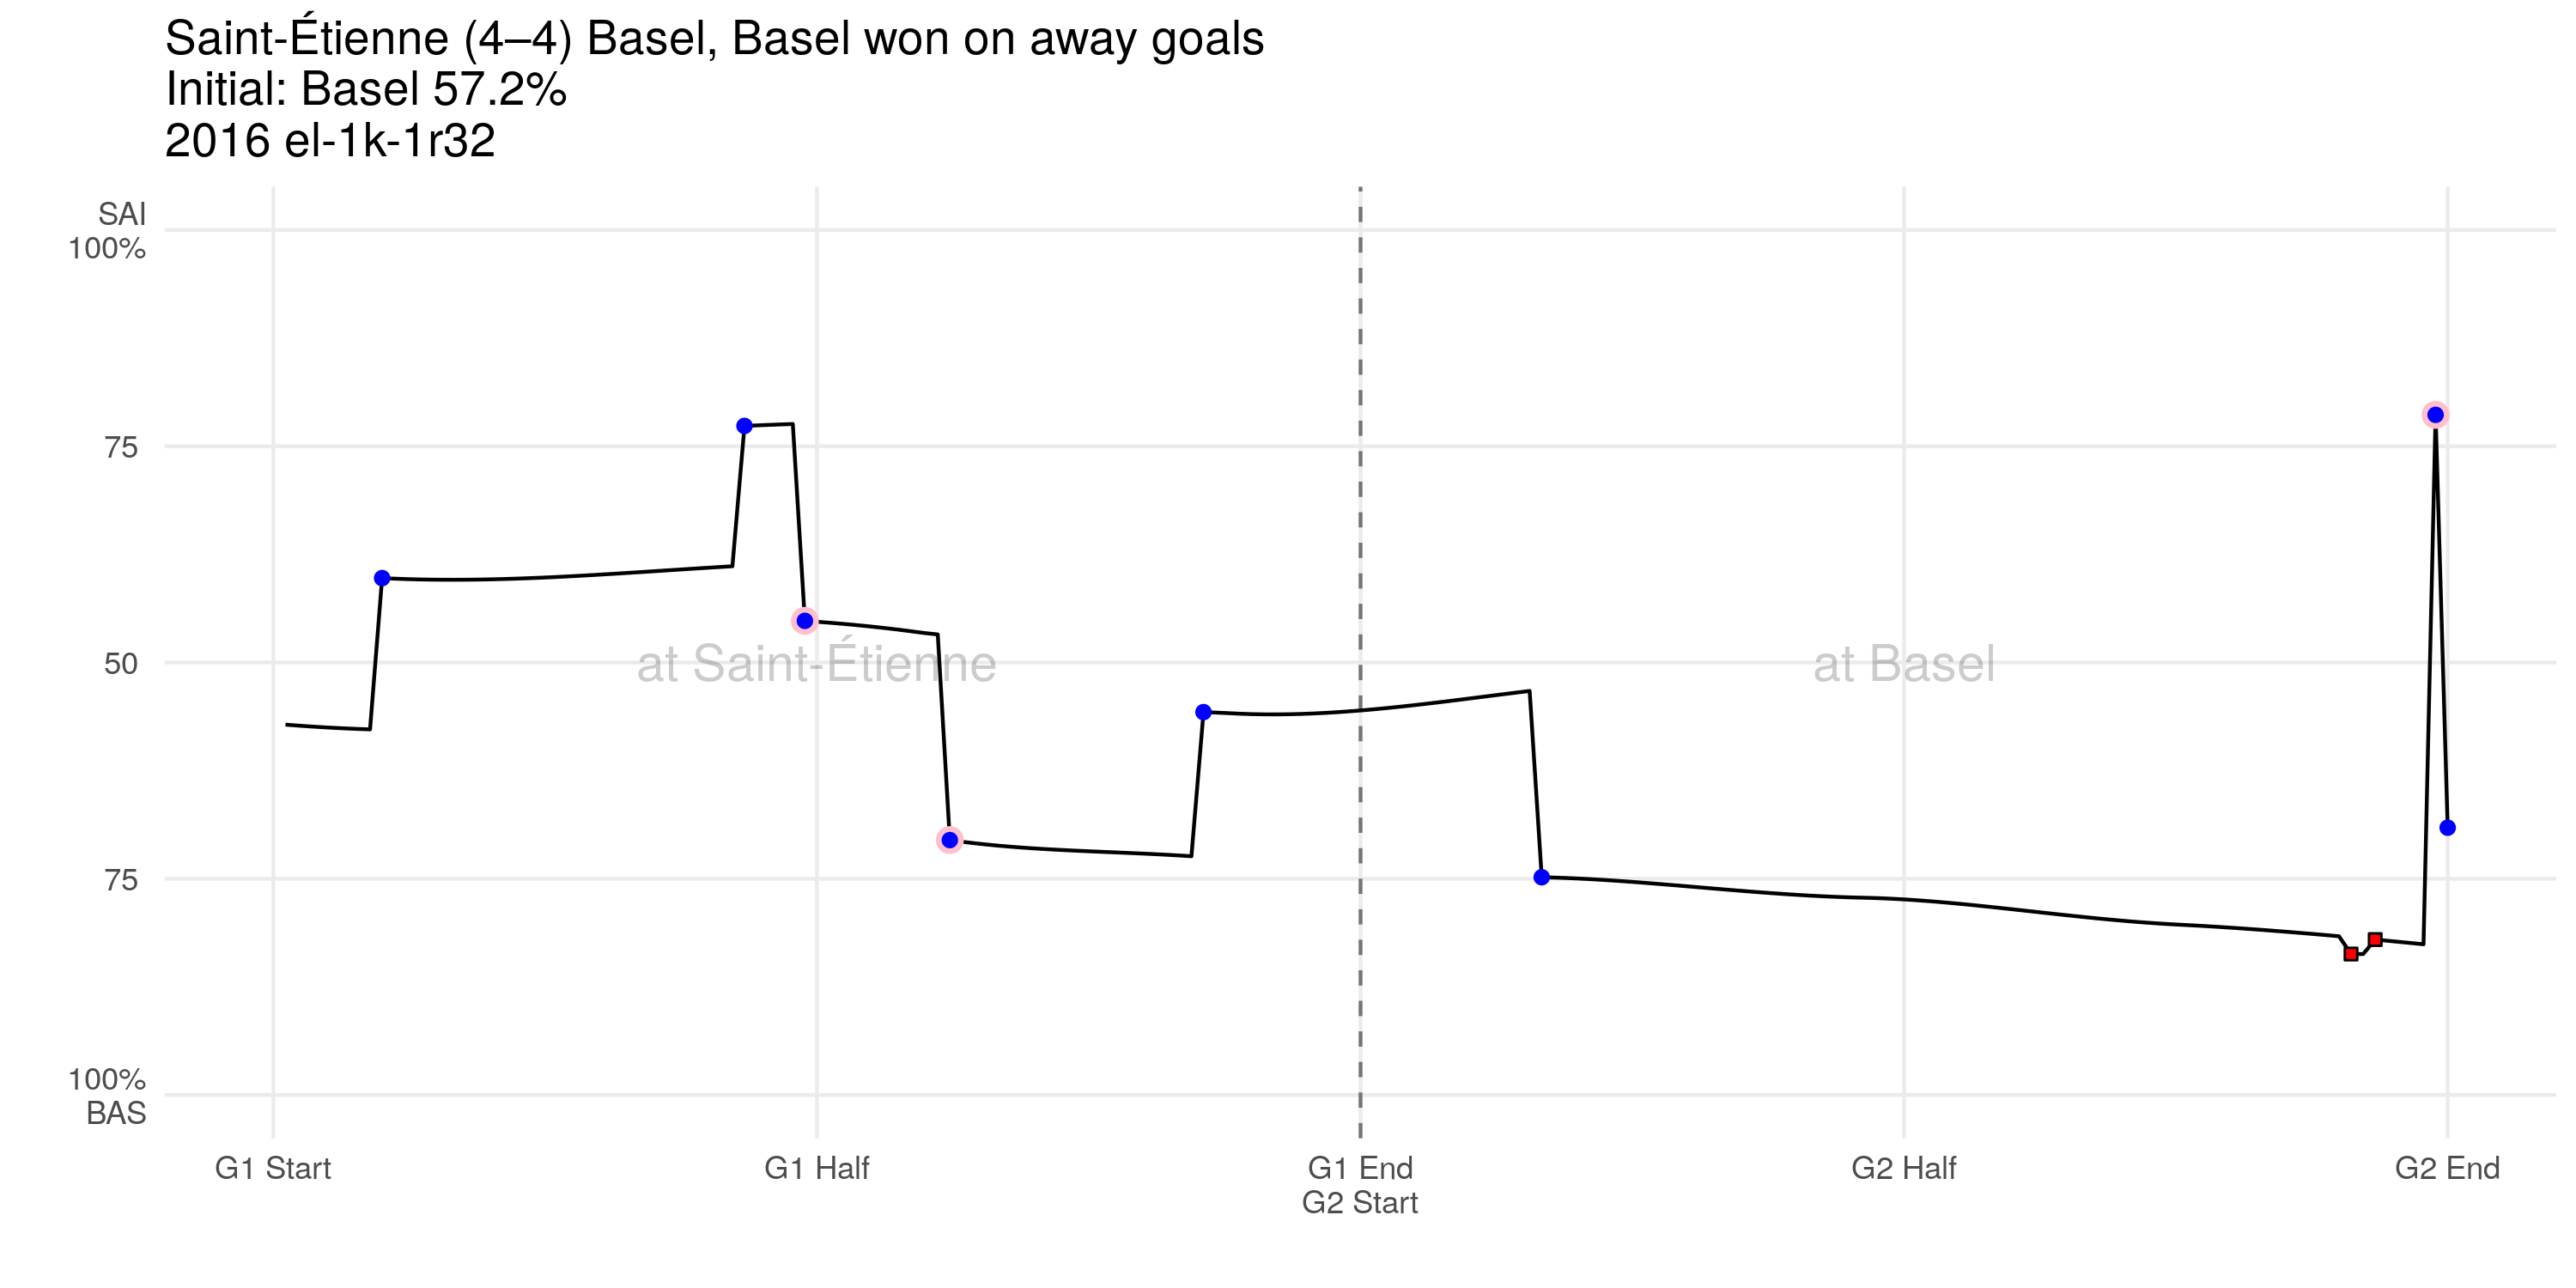 Saint-Étienne (4–4) Basel, Basel won on away goals
Initial: Basel 57.2%
2016 el-1k-1r32
SAI
100%
75
50
75
100%
BAS
at Saint-Étienne
at Basel
G1 Start
G1 Half
G1 End
G2 Start
G2 Half
G2 End